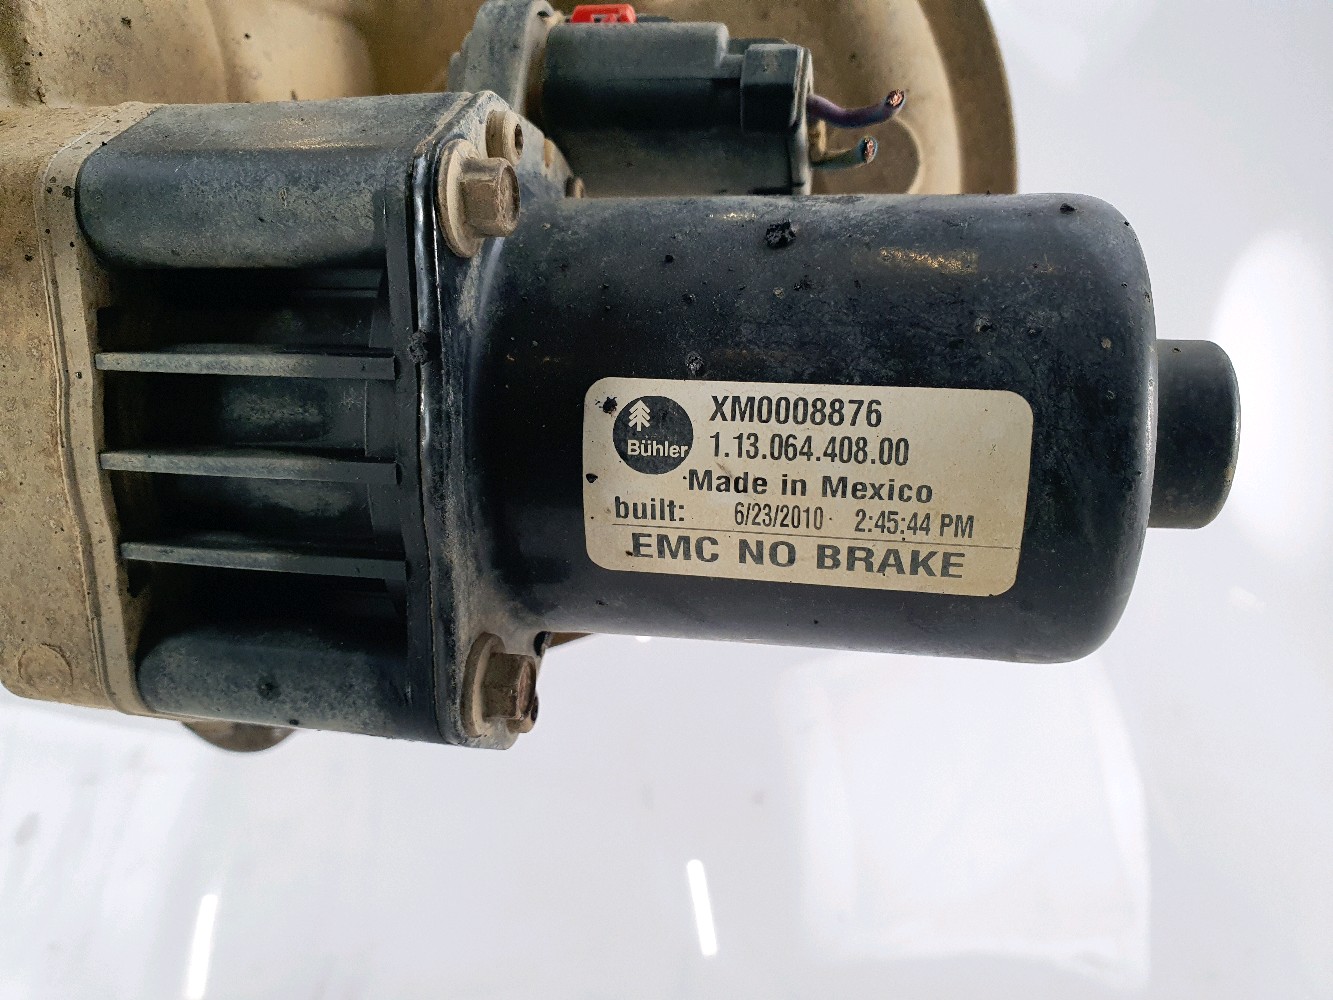 XM0008876
Bühler
1.13.064.408.00
Made in Mexico
built: 6/23/2010 2:45:44 PM
EMC NO BRAKE